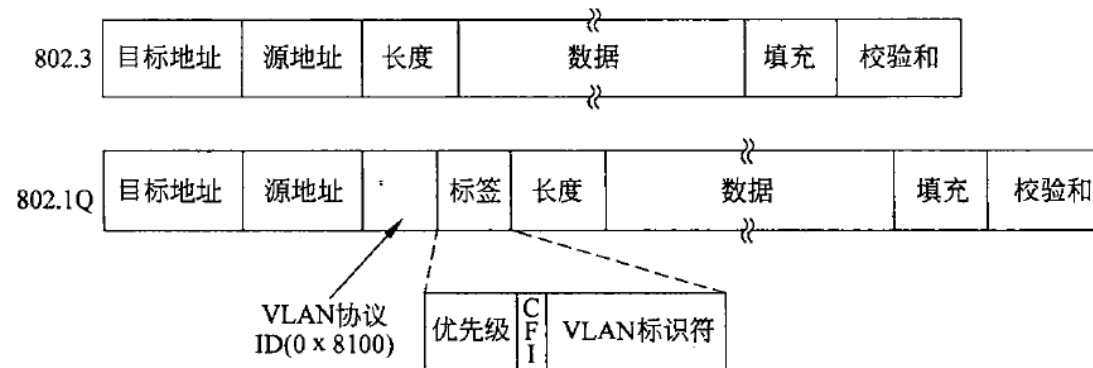 802.3 目标地址 源地址 长度 数据 填充 校验和
802.1Q 目标地址 源地址 标签 长度 数据 填充 校验和
VLAN协议
ID(0 x 8100)
优先级 CFI VLAN标识符